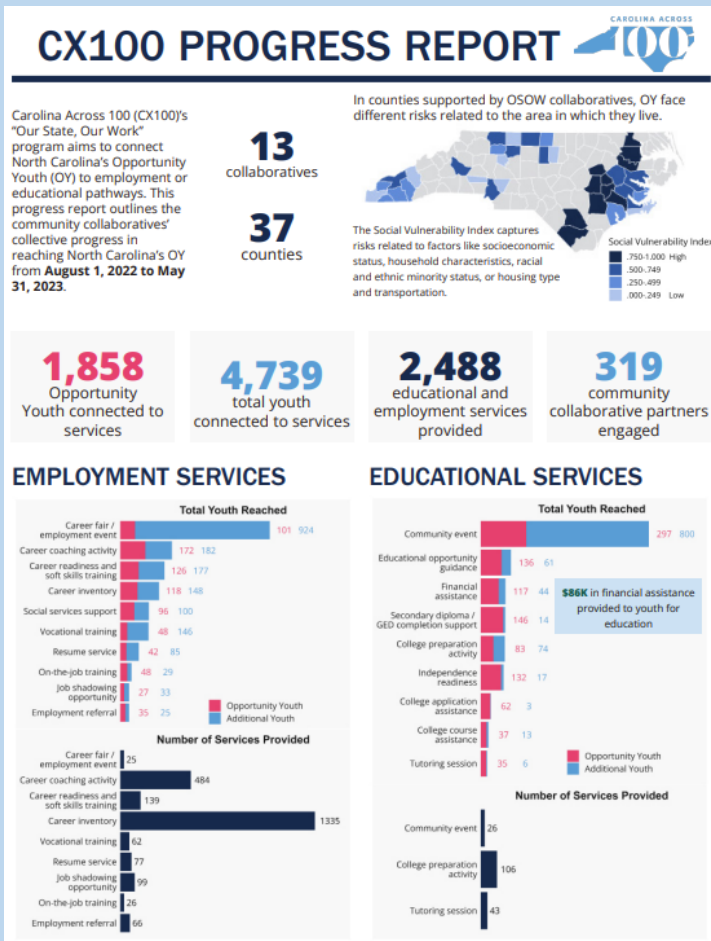 CX100 PROGRESS REPORT
CAROLINA ACROSS
100
Carolina Across 100 (CX100)'s
"Our State, Our Work"
program aims to connect
North Carolina's Opportunity
Youth (OY) to employment or
educational pathways. This
progress report outlines the
community collaboratives'
collective progress in
reaching North Carolina's OY
from August 1, 2022 to May
31, 2023.
13
collaboratives
37
counties
In counties supported by OSOW collaboratives, OY face
different risks related to the area in which they live.
The Social Vulnerability Index captures
risks related to factors like socioeconomic
status, household characteristics, racial
and ethnic minority status, or housing type
and transportation.
Social Vulnerability Index
.750-1.000 High
.500-.749
.250-.499
.000-.249 Low
1,858
Opportunity
Youth connected to
services
4,739
total youth
connected to services
2,488
educational and
employment services
provided
319
community
collaborative partners
engaged
EMPLOYMENT SERVICES
Total Youth Reached
Career fair /
employment event
101 924
Career coaching activity
172 182
Career readiness and
soft skills training
126 177
Career inventory
118 148
Social services support
96 100
Vocational training
48 146
Resume service
42 85
On-the-job training
48 29
Job shadowing
opportunity
27 33
Employment referral
35 25
Opportunity Youth
Additional Youth
Number of Services Provided
Career fair /
employment event
25
Career coaching activity
484
Career readiness and
soft skills training
139
Career inventory
1335
Vocational training
62
Resume service
77
Job shadowing
opportunity
99
On-the-job training
26
Employment referral
66
EDUCATIONAL SERVICES
Total Youth Reached
Community event
297 800
Educational opportunity
guidance
136 61
Financial
assistance
117 44
Secondary diploma /
GED completion support
146 14
College preparation
activity
83 74
Independence
readiness
132 17
College application
assistance
62 3
College course
assistance
37 13
Tutoring session
35 6
$86K in financial assistance
provided to youth for
education
Opportunity Youth
Additional Youth
Number of Services Provided
Community event
26
College preparation
activity
106
Tutoring session
43